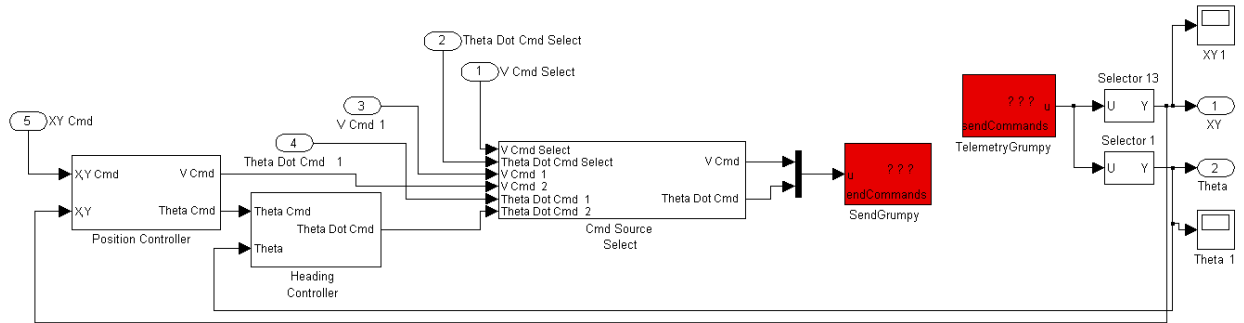 2
Theta Dot Cmd Select
1
V Cmd Select
3
V Cmd 1
5
XY Cmd
4
Theta Dot Cmd 1
X,Y Cmd
V Cmd
X,Y
Theta Cmd
Position Controller
Theta Cmd
Theta Dot Cmd
Theta
Heading
Controller
V Cmd Select
Theta Dot Cmd Select
V Cmd 1
V Cmd 2
Theta Dot Cmd 1
Theta Dot Cmd 2
V Cmd
Theta Dot Cmd
Cmd Source
Select
? ? ?
u
endCommands
SendGrumpy
? ? ?
u
sendCommands
TelemetryGrumpy
Selector 13
U Y
Selector 1
U Y
XY 1
1
XY
2
Theta
Theta 1